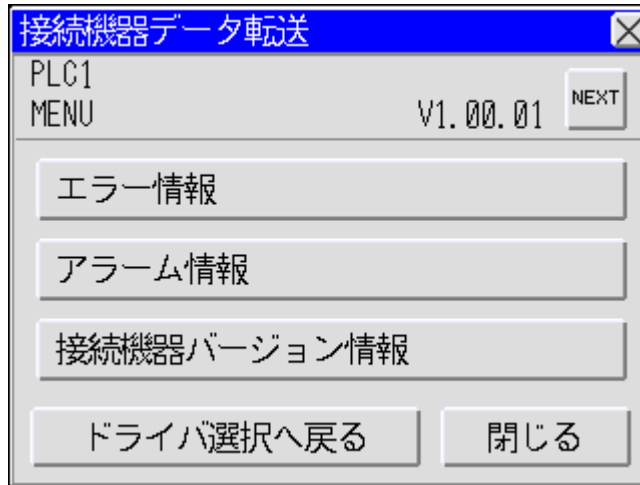 接続機器データ転送
PLC1
MENU V1.00.01 NEXT
エラー情報
アラーム情報
接続機器バージョン情報
ドライバ選択へ戻る 閉じる